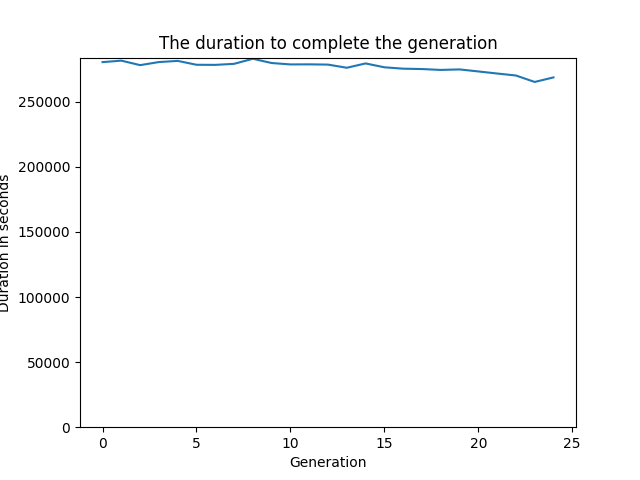 The duration to complete the generation
250000
200000
150000
100000
50000
0
Duration in seconds
0 5 10 15 20 25
Generation